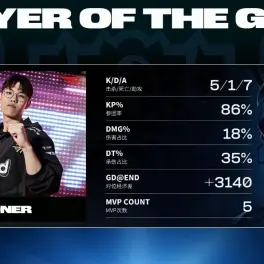 YER OF THE G
K/D/A 5/1/7
击杀/死亡/助攻
KP% 86%
参团率
DMG% 18%
伤害占比
DT% 35%
承伤占比
GD@END +3140
对位经济差
MVP COUNT 5
MVP次数
NER